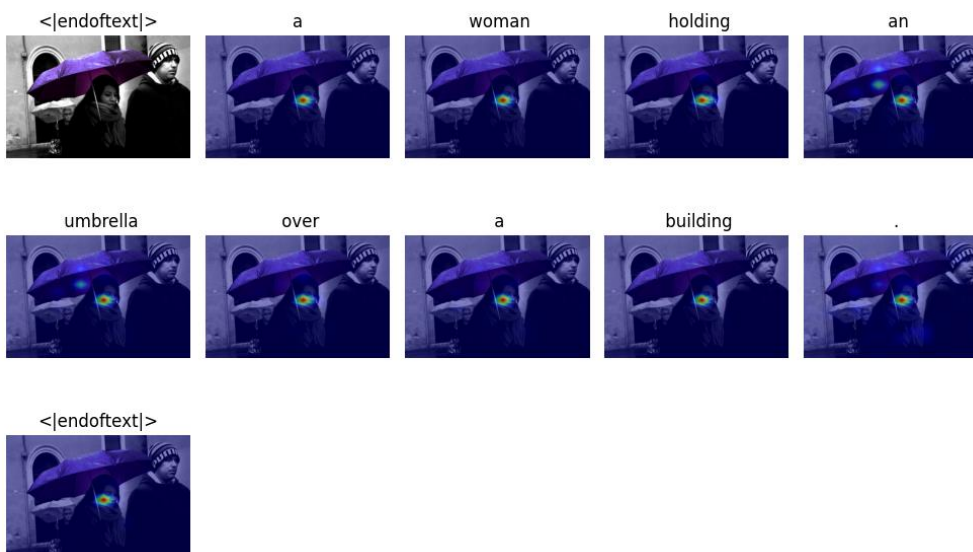 <|endoftext|> a woman holding an
umbrella over a building .
<|endoftext|>